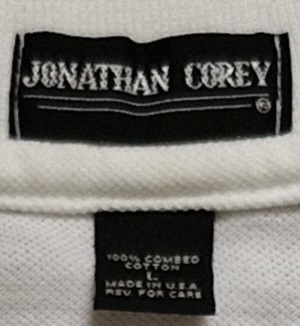 JONATHAN COREY
®
100% COMBED
COTTON
L
MADE IN U.S.A.
REV. FOR CARE